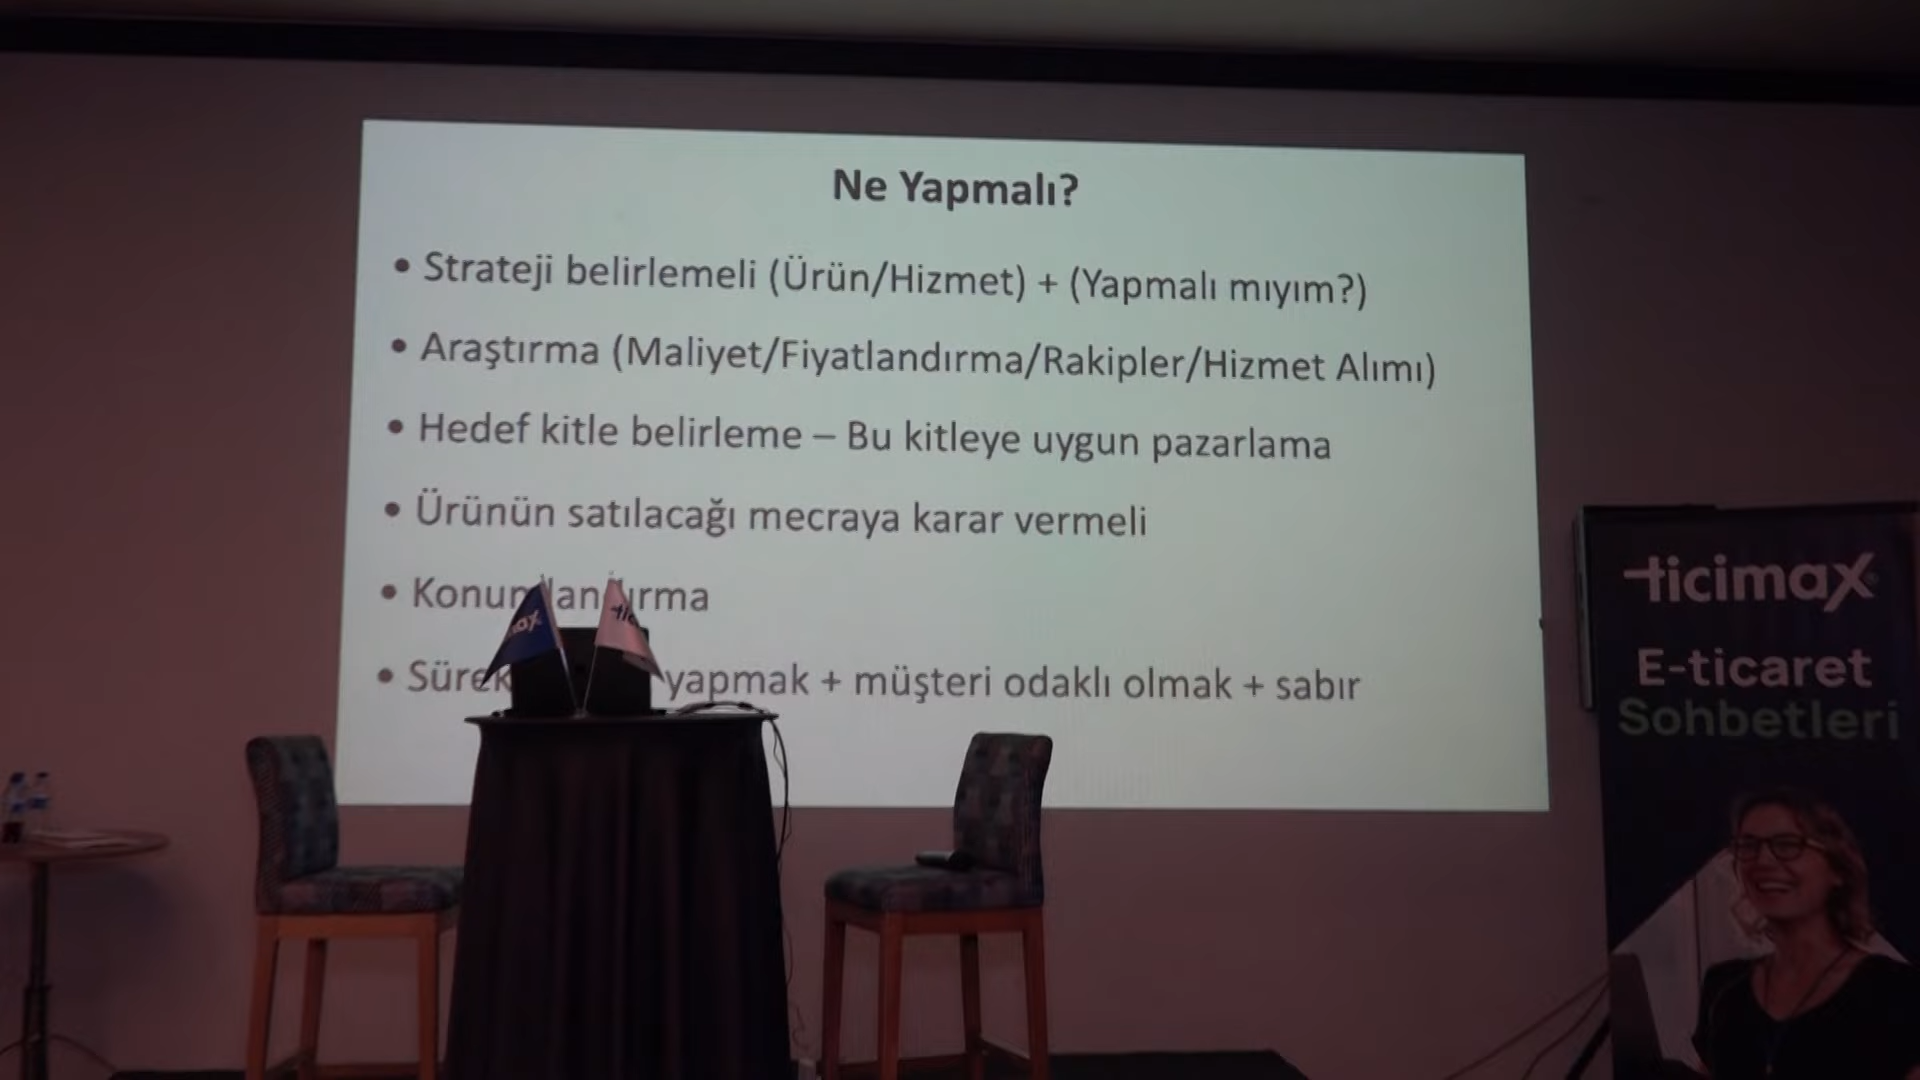 Ne Yapmalı?
• Strateji belirlemeli (Ürün/Hizmet) + (Yapmalı mıyım?)
• Araştırma (Maliyet/Fiyatlandırma/Rakipler/Hizmet Alımı)
• Hedef kitle belirleme – Bu kitleye uygun pazarlama
• Ürünün satılacağı mecraya karar vermeli
• Konumlandırma
• yapmak + müşteri odaklı olmak + sabır
ticimax
E-ticaret
Sohbetleri